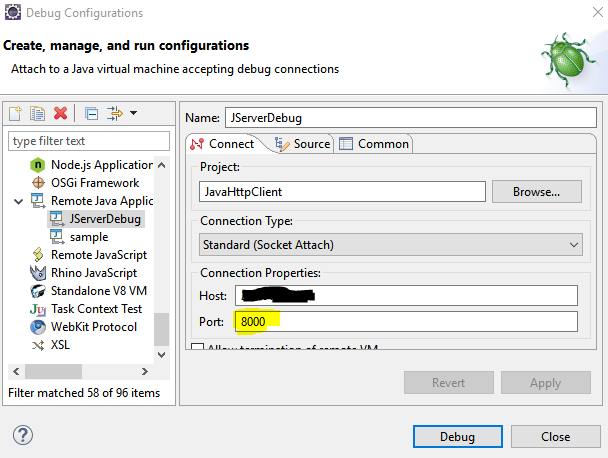 Debug Configurations
Create, manage, and run configurations
Attach to a Java virtual machine accepting debug connections
type filter text
Node.js Application
OSGi Framework
Remote Java Applic
JServerDebug
sample
Remote JavaScript
Rhino JavaScript
Standalone V8 VM
Ju Task Context Test
WebKit Protocol
XSL
Filter matched 58 of 96 items
Name: JServerDebug
Connect Source Common
Project:
JavaHttpClient Browse...
Connection Type:
Standard (Socket Attach)
Connection Properties:
Host:
Port: 8000
Allow termination of remote VM
Revert Apply
? Debug Close